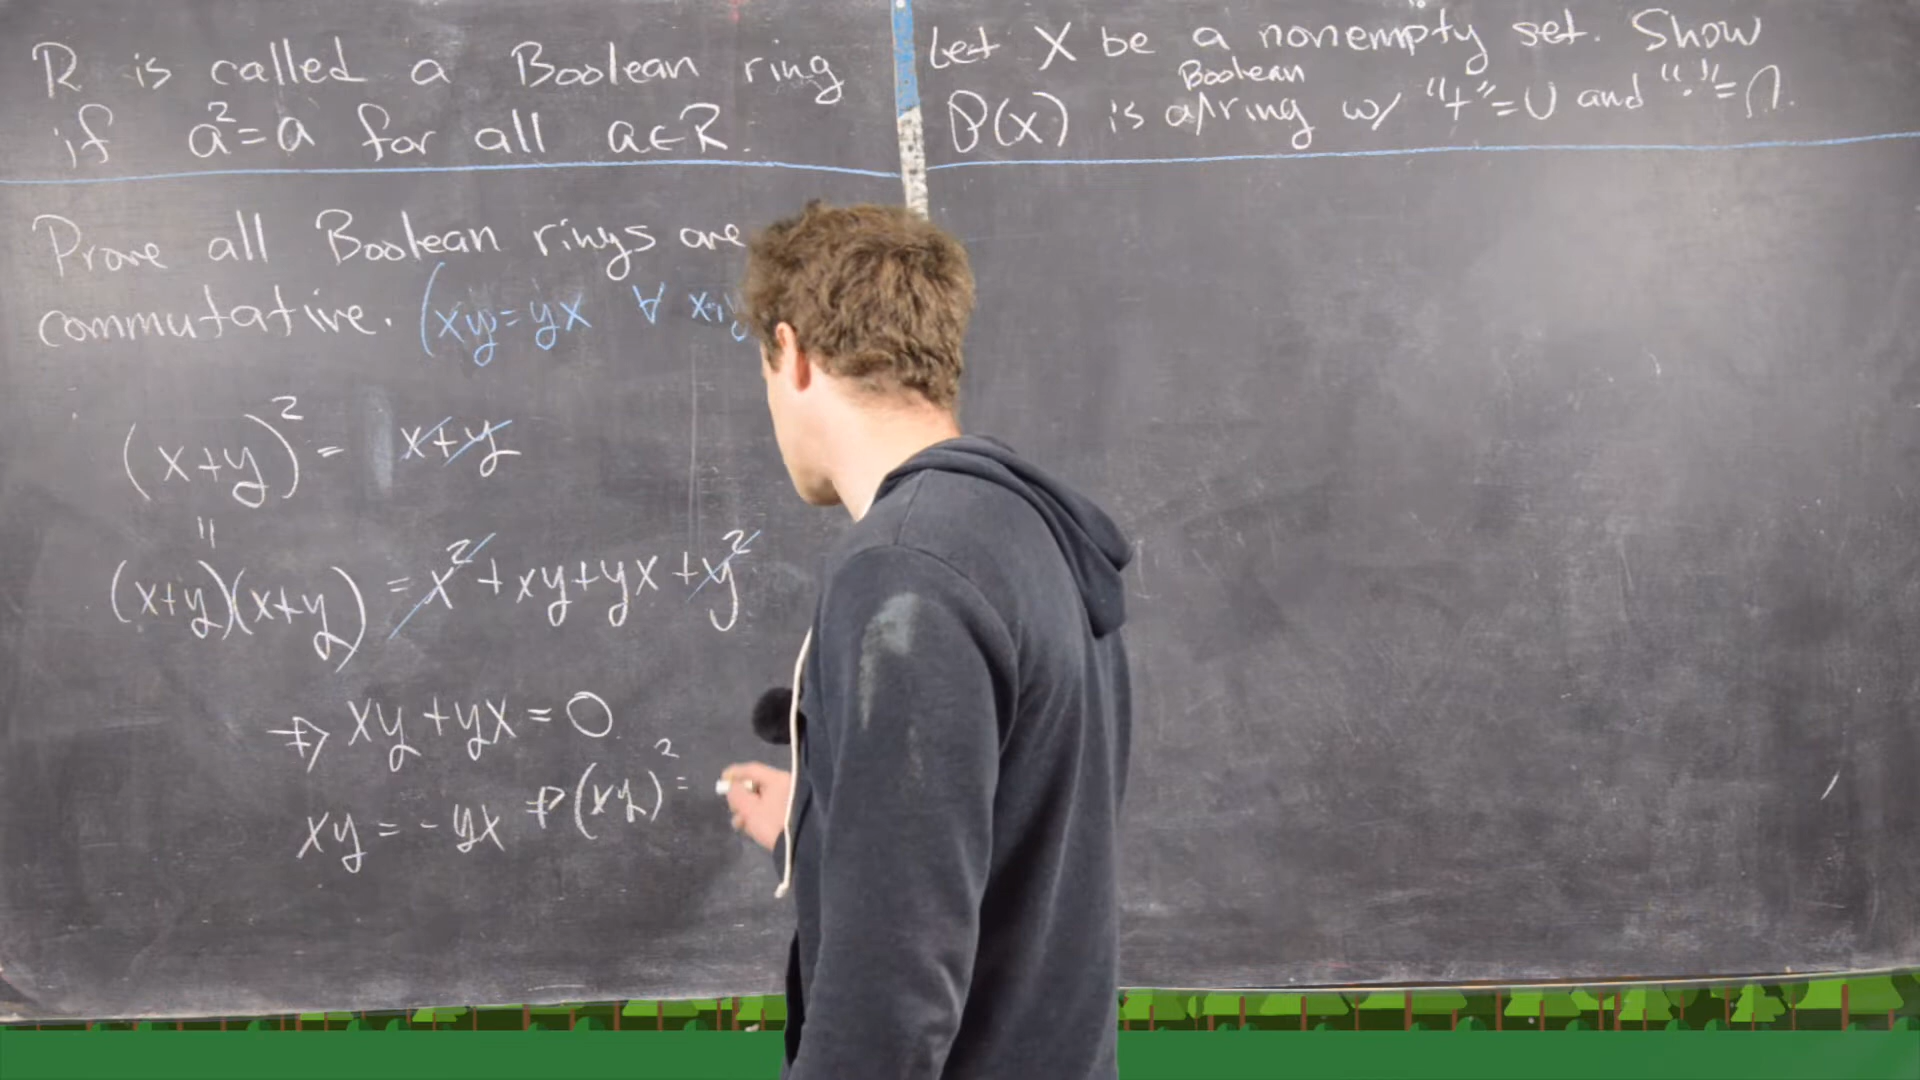 R is called a Boolean ring
if a²=a for all a∈R.
Prove all Boolean rings are
commutative. (xy=yx ∀ x,y
(x+y)² = x+y
=
(x+y)(x+y) = x² + xy + yx + y²
⇒ xy + yx = 0
xy = - yx ⇒ (xy)² =
Let X be a nonempty set. Show
Boolean
P(X) is a/ring w/ "+"=∪ and "·"=∩.